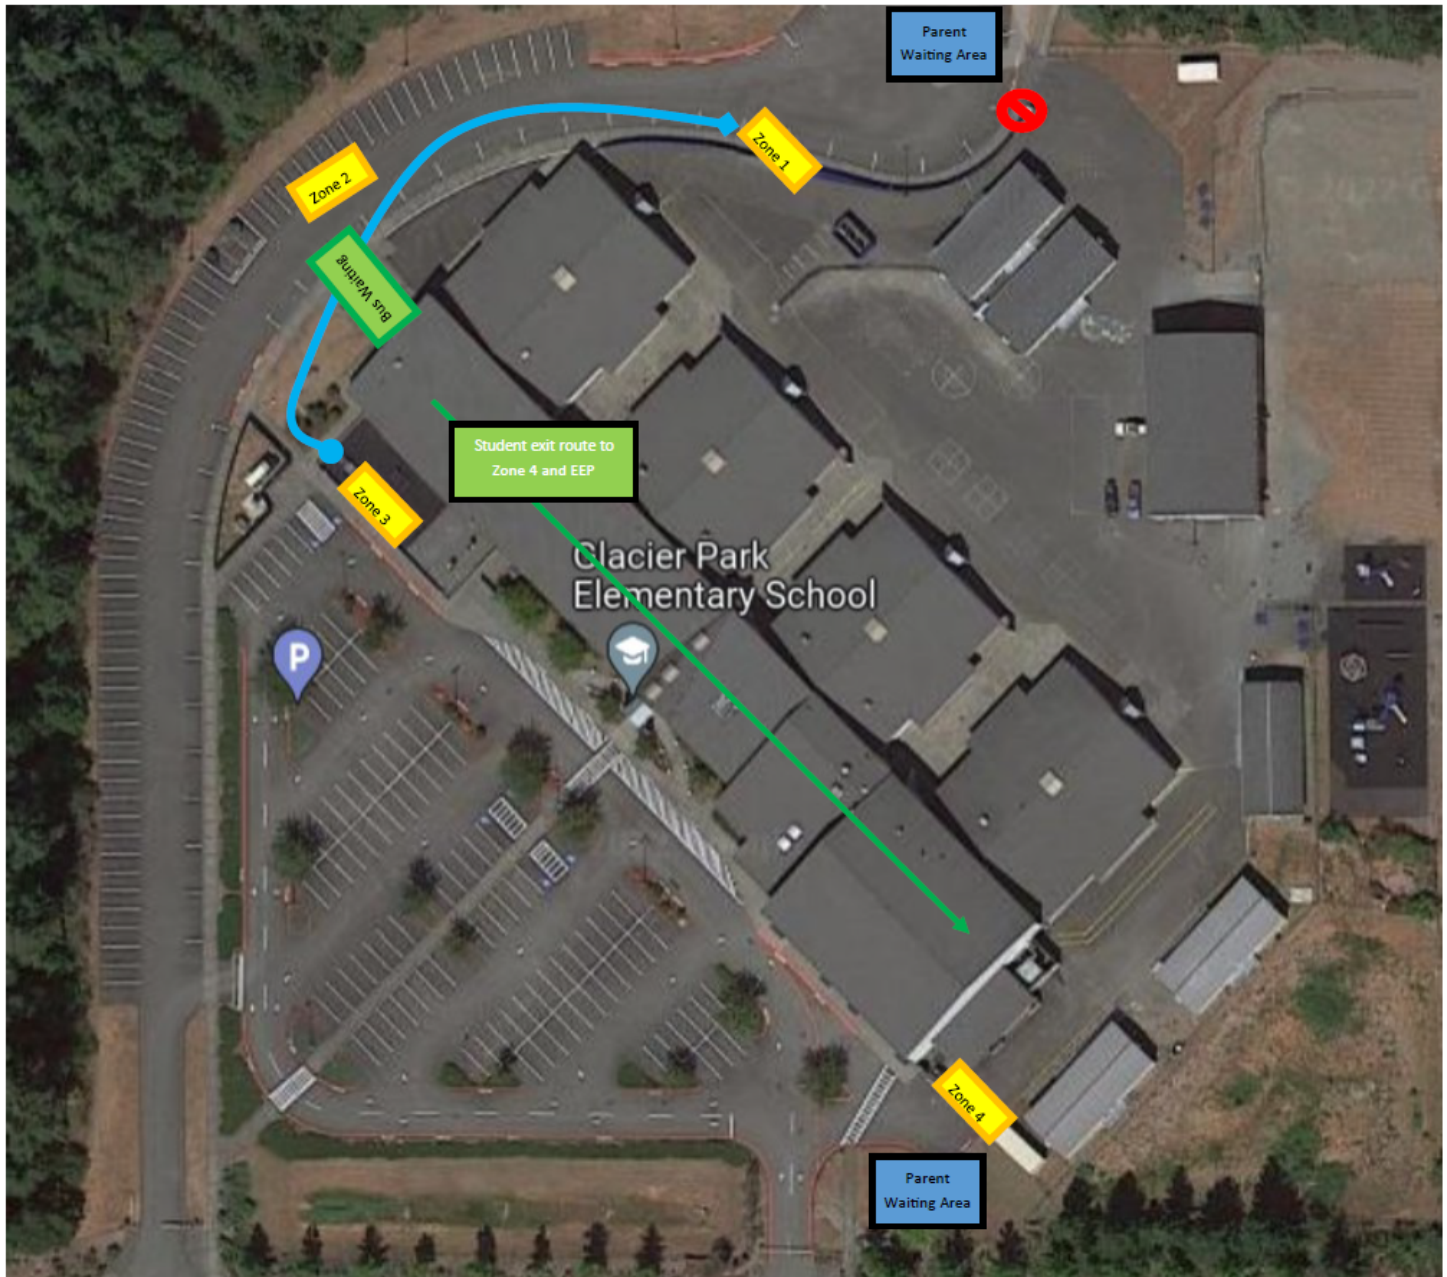 Parent
Waiting Area
Zone 1
Zone 2
Bus Waiting
Student exit route to
Zone 4 and EEP
Zone 3
Glacier Park
Elementary School
P
Zone 4
Parent
Waiting Area